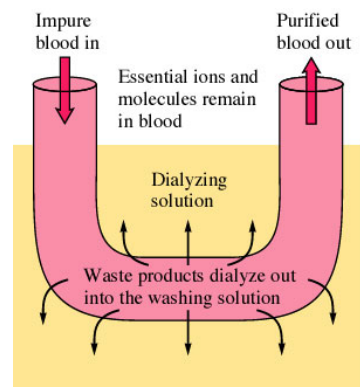 Impure
blood in
Purified
blood out
Essential ions and
molecules remain
in blood
Dialyzing
solution
Waste products dialyze out
into the washing solution